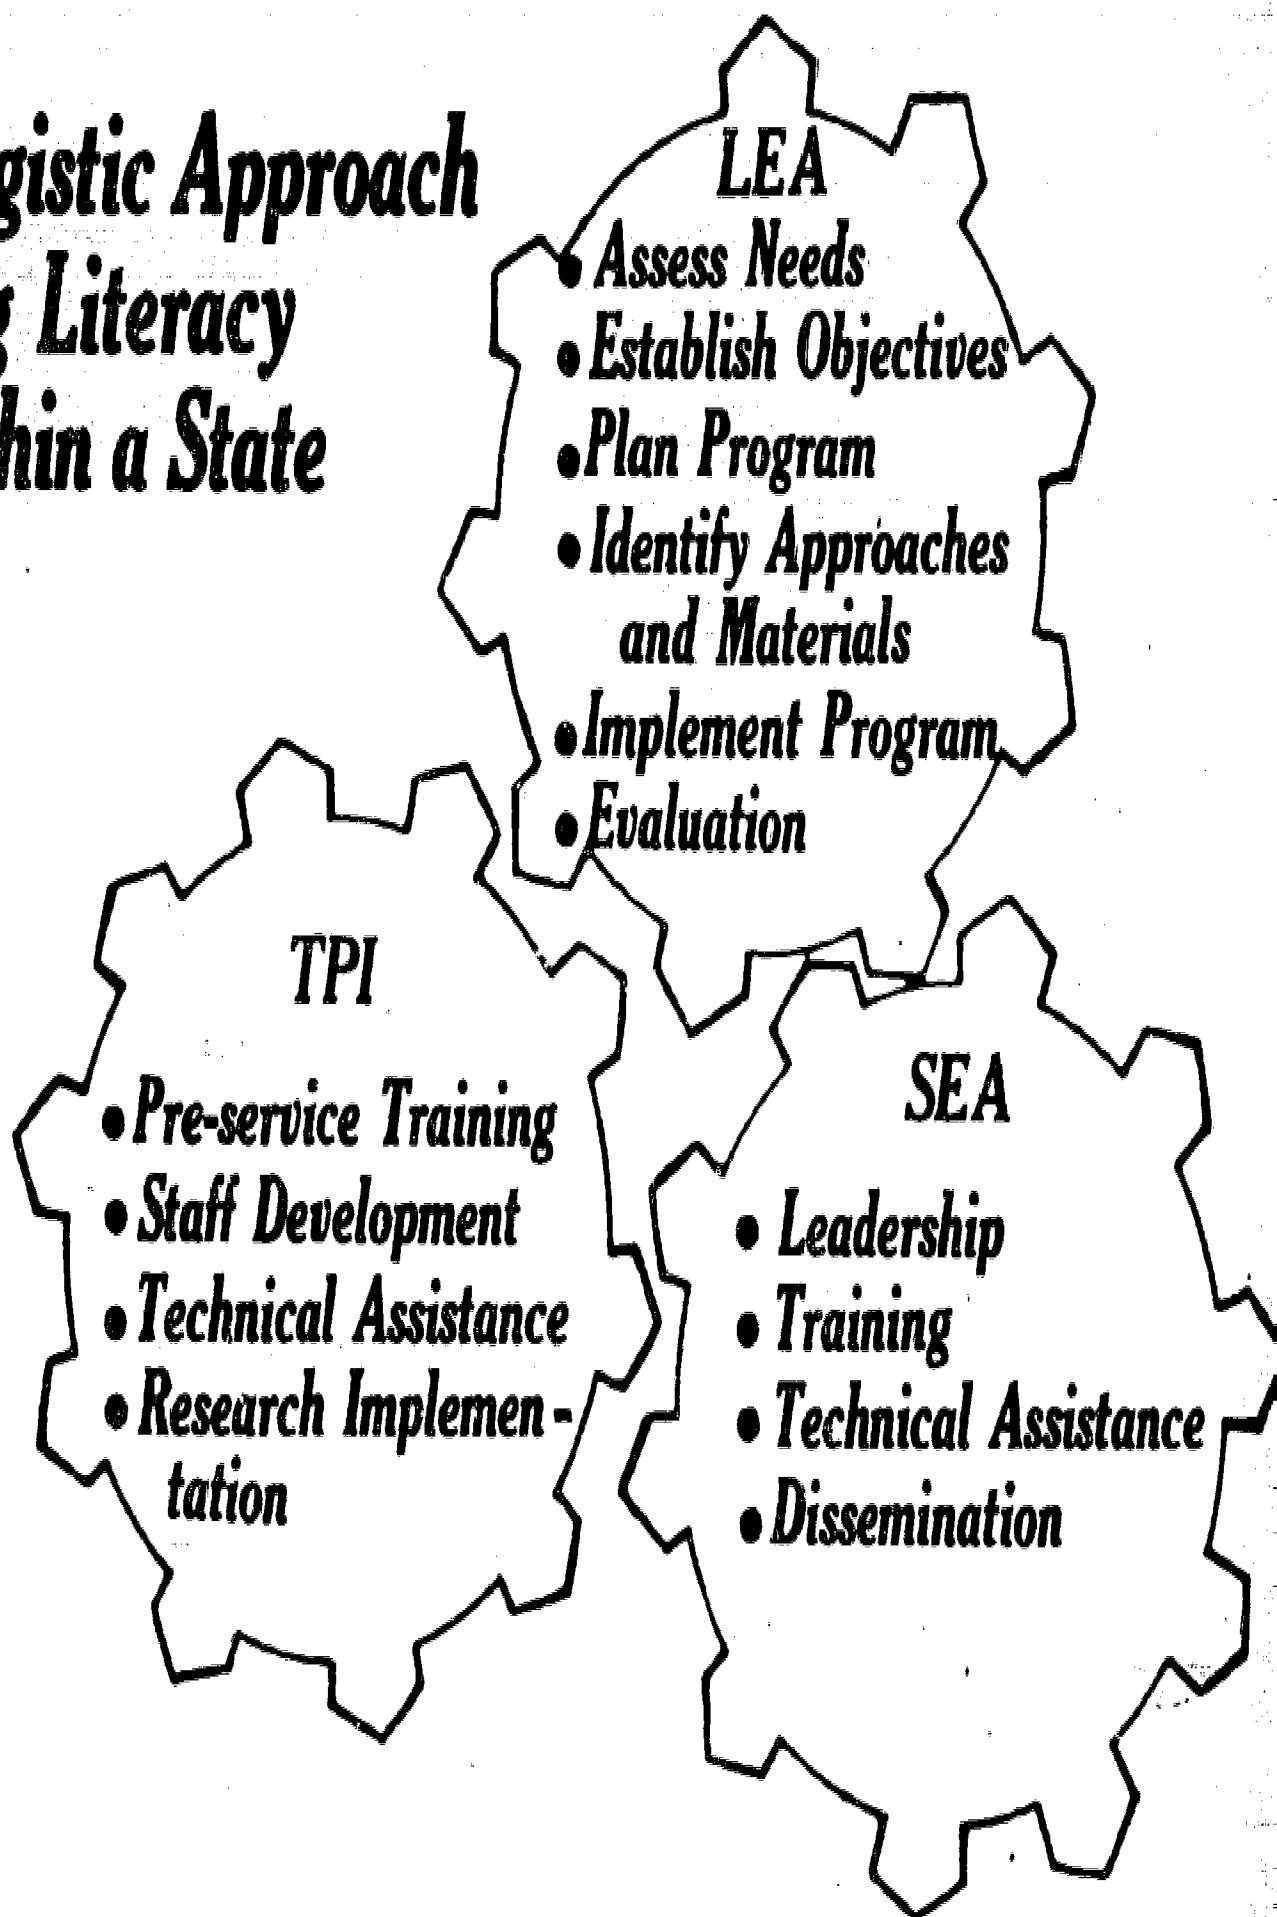 gistic Approach
Literacy
hin a State
LEA
• Assess Needs
• Establish Objectives
• Plan Program
• Identify Approaches
and Materials
• Implement Program
• Evaluation
TPI
• Pre-service Training
• Staff Development
• Technical Assistance
• Research Implemen-
tation
SEA
• Leadership
• Training
• Technical Assistance
• Dissemination